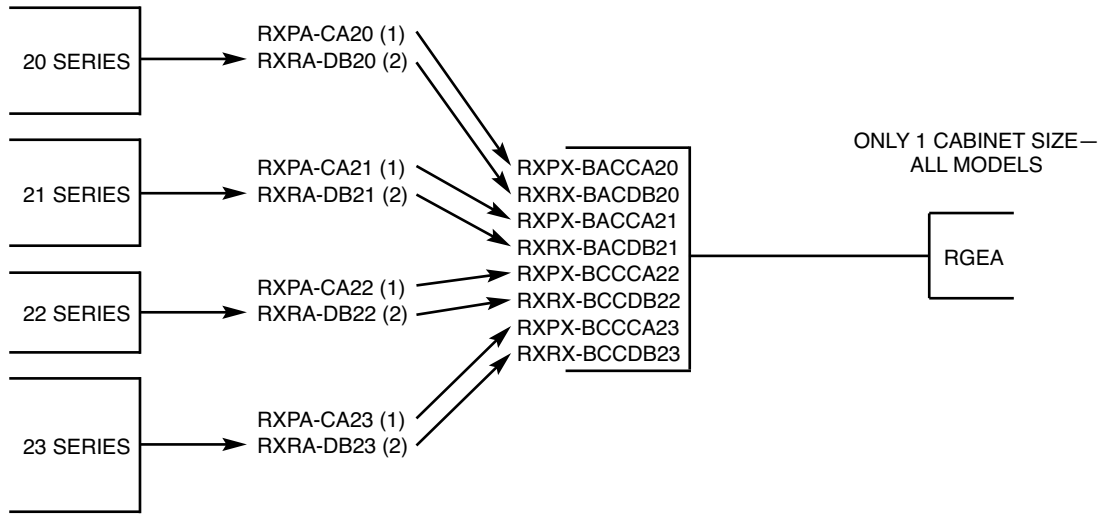 20 SERIES
RXPA-CA20 (1)
RXRA-DB20 (2)
21 SERIES
RXPA-CA21 (1)
RXRA-DB21 (2)
22 SERIES
RXPA-CA22 (1)
RXRA-DB22 (2)
23 SERIES
RXPA-CA23 (1)
RXRA-DB23 (2)
RXPX-BACCA20
RXRX-BACDB20
RXPX-BACCA21
RXRX-BACDB21
RXPX-BCCCA22
RXRX-BCCDB22
RXPX-BCCCA23
RXRX-BCCDB23
ONLY 1 CABINET SIZE—
ALL MODELS
RGEA